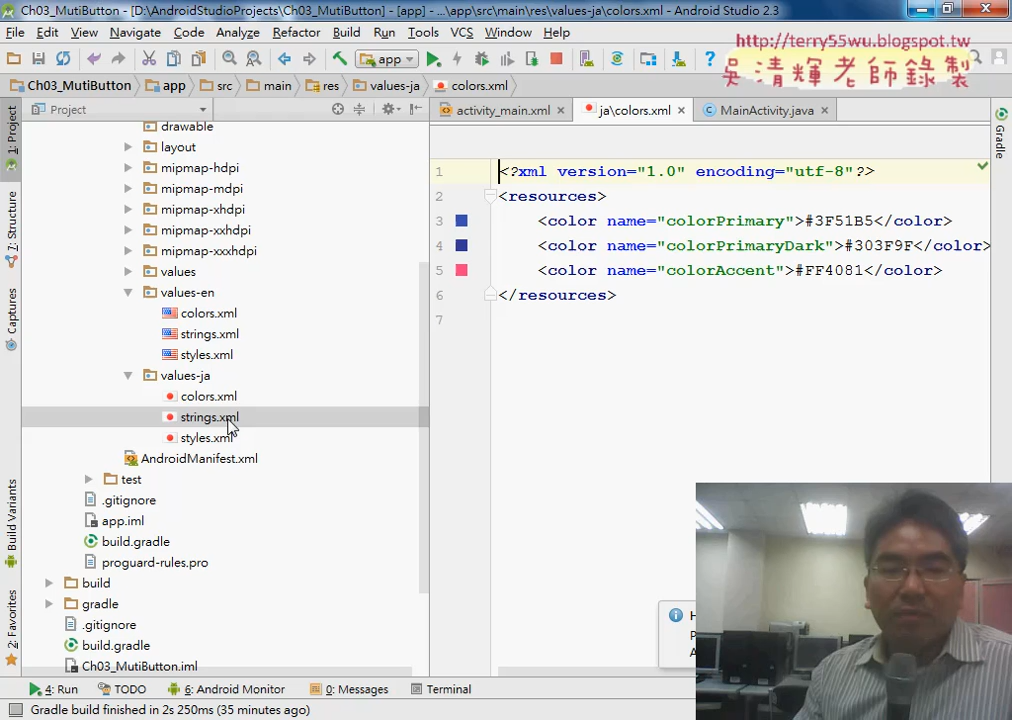 Ch03_MutiButton - [D:\AndroidStudioProjects\Ch03_MutiButton] - [app] - ...\app\src\main\res\values-ja\colors.xml - Android Studio 2.3
File Edit View Navigate Code Analyze Refactor Build Run Tools VCS Window Help
http://terry55wu.blogspot.tw
吳清輝老師錄製
app
Ch03_MutiButton app src main res values-ja colors.xml
1: Project
7: Structure
Captures
Build Variants
2: Favorites
Project
drawable
layout
mipmap-hdpi
mipmap-mdpi
mipmap-xhdpi
mipmap-xxhdpi
mipmap-xxxhdpi
values
values-en
colors.xml
strings.xml
styles.xml
values-ja
colors.xml
strings.xml
styles.xml
AndroidManifest.xml
test
.gitignore
app.iml
build.gradle
proguard-rules.pro
build
gradle
.gitignore
build.gradle
Ch03_MutiButton.iml
activity_main.xml ja\colors.xml MainActivity.java
1 <?xml version="1.0" encoding="utf-8"?>
2 <resources>
3 <color name="colorPrimary">#3F51B5</color>
4 <color name="colorPrimaryDark">#303F9F</color>
5 <color name="colorAccent">#FF4081</color>
6 </resources>
7
Gradle
H
P
A
4: Run TODO 6: Android Monitor 0: Messages Terminal
Gradle build finished in 2s 250ms (35 minutes ago)